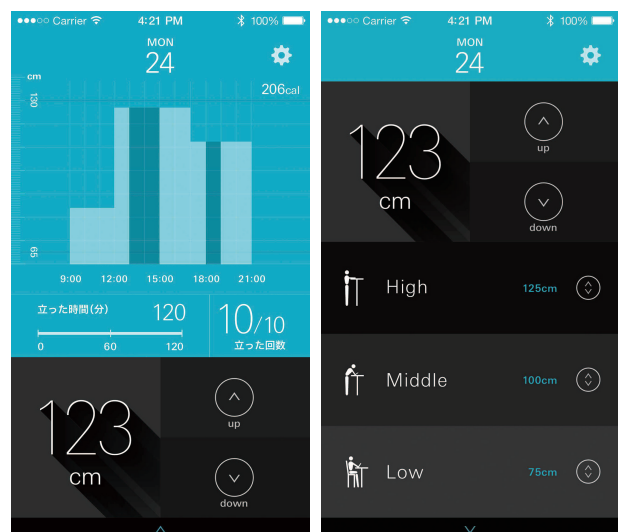 Carrier 4:21 PM 100%
MON
24
cm
206cal
130
65
9:00 12:00 15:00 18:00 21:00
立った時間(分) 120
0 60 120
10/10
立った回数
123
cm
up
down
Carrier 4:21 PM 100%
MON
24
123
cm
up
down
High 125cm
Middle 100cm
Low 75cm